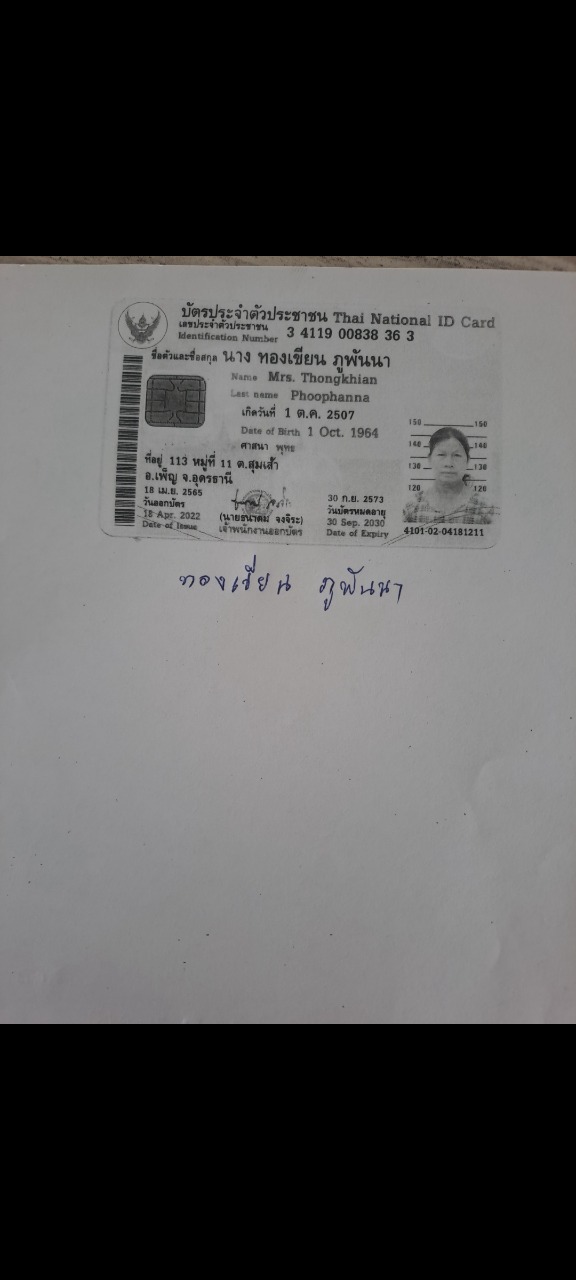 บัตรประจำตัวประชาชน Thai National ID Card
เลขประจำตัวประชาชน
Identification Number 3 4119 00838 36 3
ชื่อตัวและชื่อสกุล นาง ทองเขียน ภูพันนา
Name Mrs. Thongkhian
Last name Phoophanna
เกิดวันที่ 1 ต.ค. 2507
Date of Birth 1 Oct. 1964
ศาสนา พุทธ
ที่อยู่ 113 หมู่ที่ 11 ต.สุมเส้า
อ.เพ็ญ จ.อุดรธานี
18 เม.ย. 2565
วันออกบัตร
18 Apr. 2022
Date of Issue
เจ้าพนักงานออกบัตร
30 ก.ย. 2573
วันบัตรหมดอายุ
30 Sep. 2030
Date of Expiry
150 150
140 140
130 130
120 120
4101-02-04181211
ทองเขียน ภูพันนา